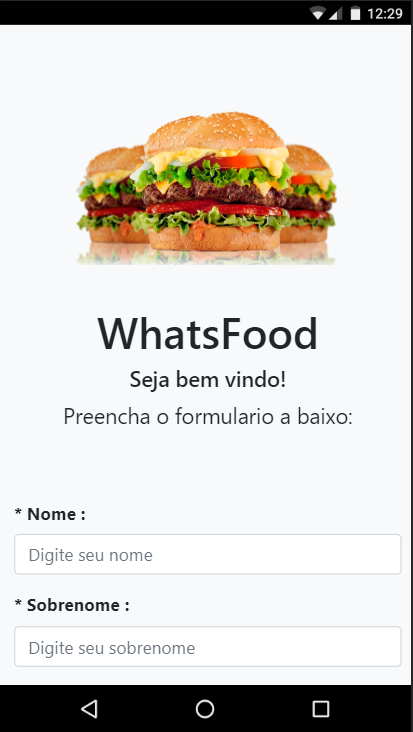 12:29
WhatsFood
Seja bem vindo!
Preencha o formulario a baixo:
* Nome :
Digite seu nome
* Sobrenome :
Digite seu sobrenome